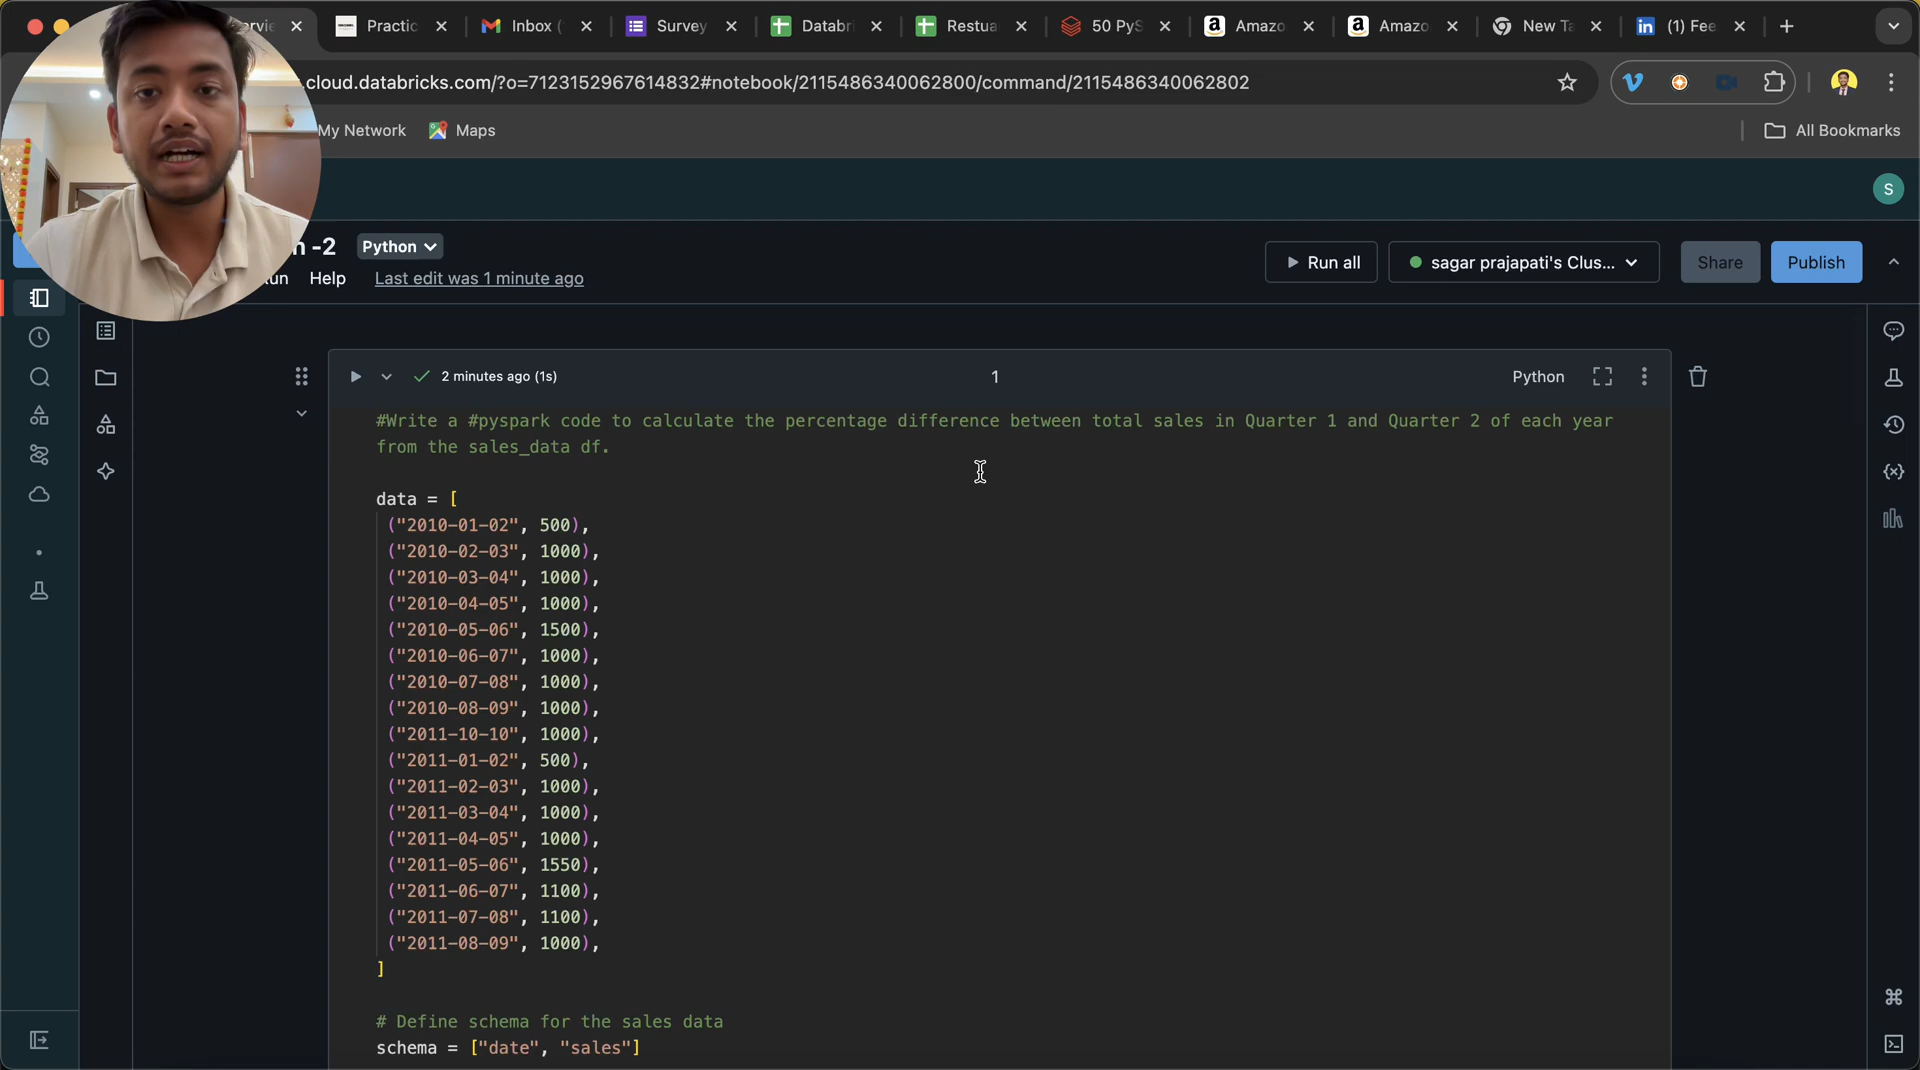 rvie
Practic
Inbox (
Survey
Databri
Restua
50 PyS
Amazo
Amazo
New Ta
(1) Fee
cloud.databricks.com/?o=7123152967614832#notebook/2115486340062800/command/2115486340062802
My Network
Maps
All Bookmarks
S
n -2
Python
un
Help
Last edit was 1 minute ago
Run all
sagar prajapati's Clus...
Share
Publish
2 minutes ago (1s)
1
Python
#Write a #pyspark code to calculate the percentage difference between total sales in Quarter 1 and Quarter 2 of each year
from the sales_data df.
data = [
("2010-01-02", 500),
("2010-02-03", 1000),
("2010-03-04", 1000),
("2010-04-05", 1000),
("2010-05-06", 1500),
("2010-06-07", 1000),
("2010-07-08", 1000),
("2010-08-09", 1000),
("2011-10-10", 1000),
("2011-01-02", 500),
("2011-02-03", 1000),
("2011-03-04", 1000),
("2011-04-05", 1000),
("2011-05-06", 1550),
("2011-06-07", 1100),
("2011-07-08", 1100),
("2011-08-09", 1000),
]
# Define schema for the sales data
schema = ["date", "sales"]